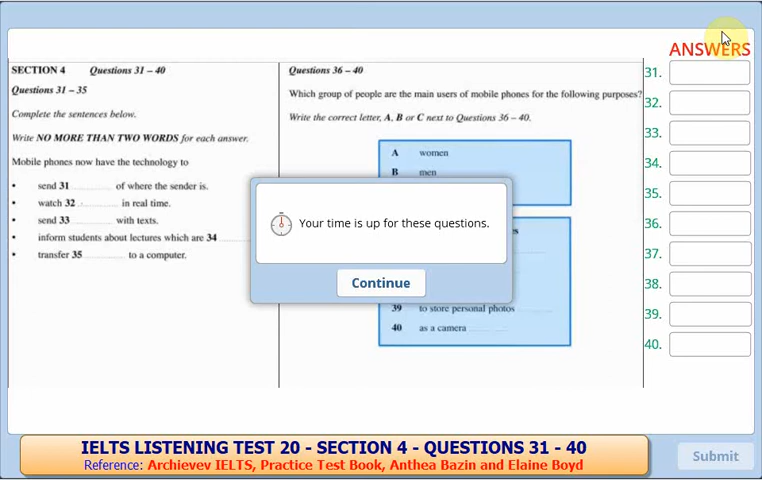 ANSWERS
SECTION 4 Questions 31 – 40
Questions 31 – 35
Complete the sentences below.
Write NO MORE THAN TWO WORDS for each answer.
Mobile phones now have the technology to
• send 31 of where the sender is.
• watch 32 in real time.
• send 33 with texts.
• inform students about lectures which are 34
• transfer 35 to a computer.
Questions 36 – 40
Which group of people are the main users of mobile phones for the following purposes?
Write the correct letter, A, B or C next to Questions 36 – 40.
A women
B men
Your time is up for these questions.
Continue
39 to store personal photos
40 as a camera
31.
32.
33.
34.
35.
36.
37.
38.
39.
40.
IELTS LISTENING TEST 20 - SECTION 4 - QUESTIONS 31 - 40
Reference: Archievev IELTS, Practice Test Book, Anthea Bazin and Elaine Boyd
Submit